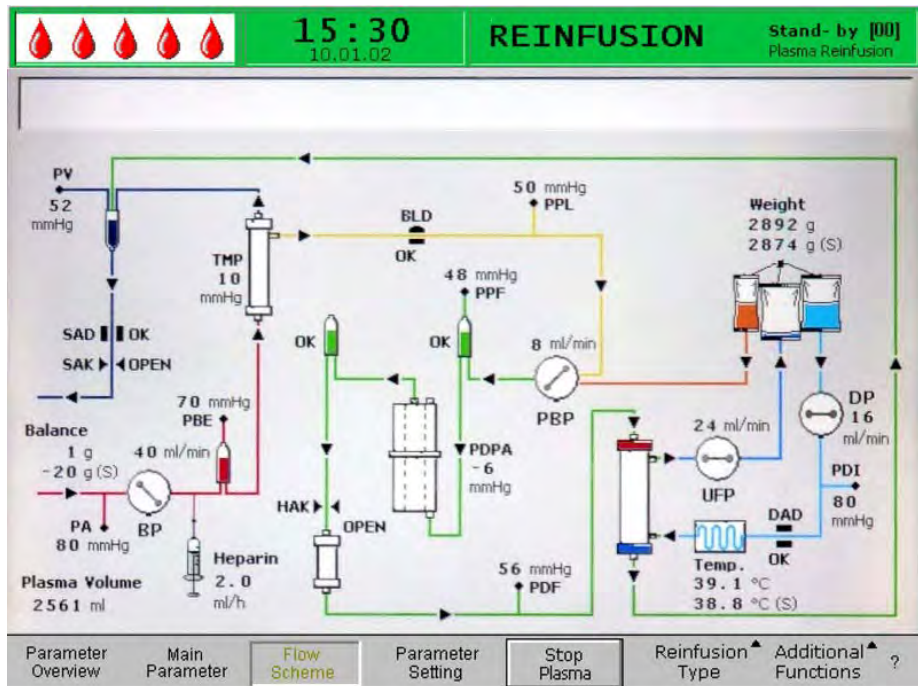 15:30
10.01.02
REINFUSION
Stand- by [00]
Plasma Reinfusion
PV
52
mmHg
50 mmHg
PPL
BLD
OK
Weight
2892 g
2874 g (S)
TMP
10
mmHg
48 mmHg
PPF
SAD OK
OK
OK
8 ml/min
SAK OPEN
PBP
DP
16
ml/min
70 mmHg
PBE
24 ml/min
Balance
1 g
-20 g (S)
40 ml/min
PDPA
-6
mmHg
UFP
PDI
80
mmHg
HAK
OPEN
DAD
OK
PA
80 mmHg
BP
Heparin
2.0
ml/h
56 mmHg
PDF
Temp.
39.1 °C
38.8 °C (S)
Plasma Volume
2561 ml
Parameter
Overview
Main
Parameter
Flow
Scheme
Parameter
Setting
Stop
Plasma
Reinfusion
Type
Additional
Functions
?